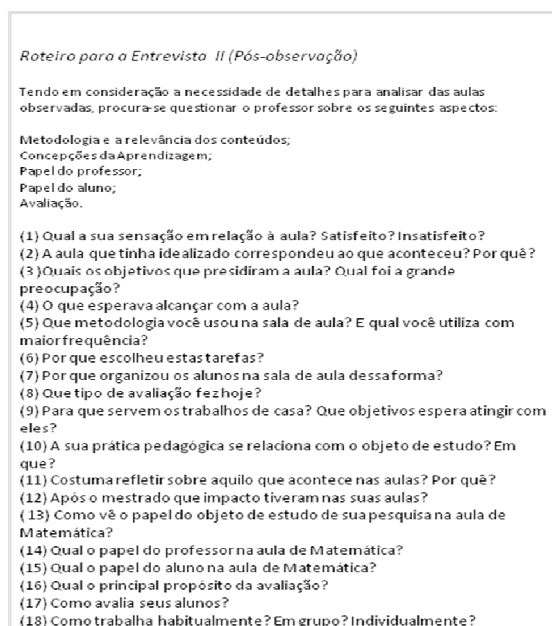 Roteiro para a Entrevista II (Pós-observação)
Tendo em consideração a necessidade de detalhes para analisar das aulas
observadas, procura-se questionar o professor sobre os seguintes aspectos:
Metodologia e a relevância dos conteúdos;
Concepções da Aprendizagem;
Papel do professor;
Papel do aluno;
Avaliação.
(1) Qual a sua sensação em relação à aula? Satisfeito? Insatisfeito?
(2) A aula que tinha idealizado correspondeu ao que aconteceu? Por quê?
(3 )Quais os objetivos que presidiram a aula? Qual foi a grande
preocupação?
(4) O que esperava alcançar com a aula?
(5) Que metodologia você usou na sala de aula? E qual você utiliza com
maior frequência?
(6) Por que escolheu estas tarefas?
(7) Por que organizou os alunos na sala de aula dessa forma?
(8) Que tipo de avaliação fez hoje?
(9) Para que servem os trabalhos de casa? Que objetivos espera atingir com
eles?
(10) A sua prática pedagógica se relaciona com o objeto de estudo? Em
que?
(11) Costuma refletir sobre aquilo que acontece nas aulas? Por quê?
(12) Após o mestrado que impacto tiveram nas suas aulas?
( 13) Como vê o papel do objeto de estudo de sua pesquisa na aula de
Matemática?
(14) Qual o papel do professor na aula de Matemática?
(15) Qual o papel do aluno na aula de Matemática?
(16) Qual o principal propósito da avaliação?
(17) Como avalia seus alunos?
(18) Como trabalha habitualmente? Em grupo? Individualmente?